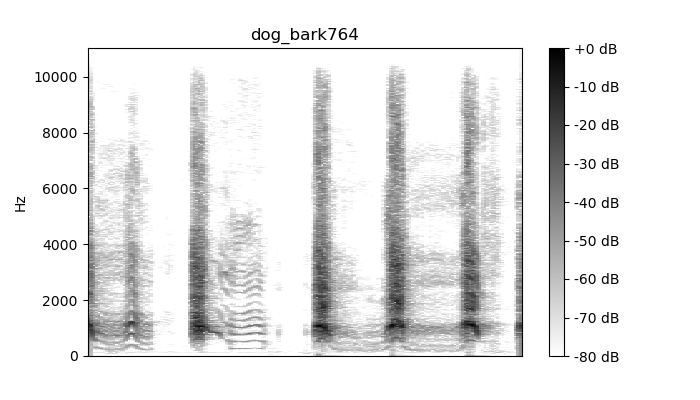 dog_bark764
Hz
10000
8000
6000
4000
2000
0
+0 dB
-10 dB
-20 dB
-30 dB
-40 dB
-50 dB
-60 dB
-70 dB
-80 dB